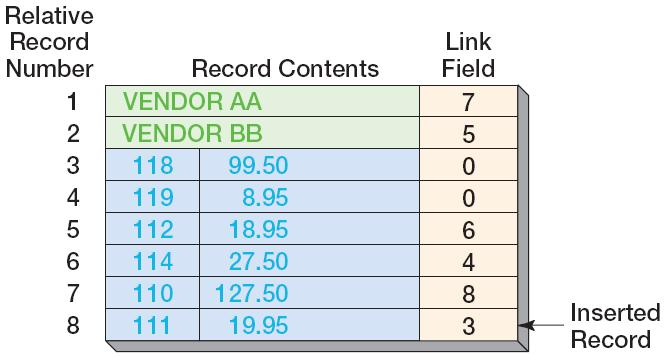 Relative
Record Link
Number Record Contents Field
1 VENDOR AA 7
2 VENDOR BB 5
3 118 99.50 0
4 119 8.95 0
5 112 18.95 6
6 114 27.50 4
7 110 127.50 8
8 111 19.95 3
Inserted
Record